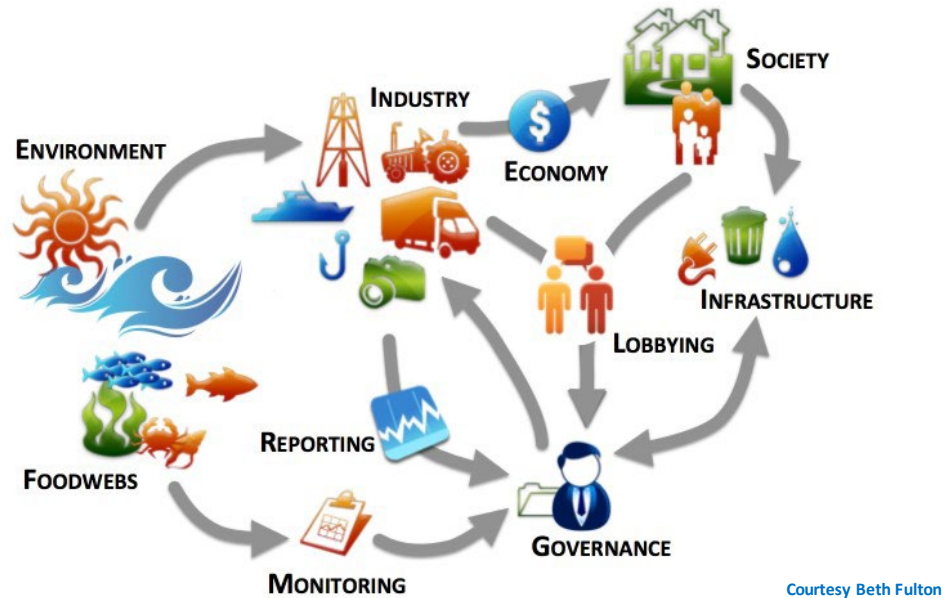 SOCIETY
INDUSTRY
ENVIRONMENT
ECONOMY
$
INFRASTRUCTURE
LOBBYING
REPORTING
FOODWEBS
GOVERNANCE
MONITORING
Courtesy Beth Fulton